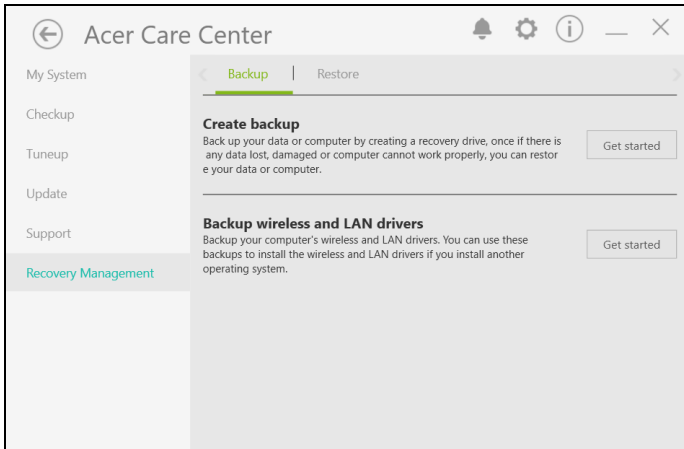 Acer Care Center
My System
Checkup
Tuneup
Update
Support
Recovery Management
Backup | Restore
Create backup
Back up your data or computer by creating a recovery drive, once if there is
any data lost, damaged or computer cannot work properly, you can restor
e your data or computer.
Get started
Backup wireless and LAN drivers
Backup your computer's wireless and LAN drivers. You can use these
backups to install the wireless and LAN drivers if you install another
operating system.
Get started